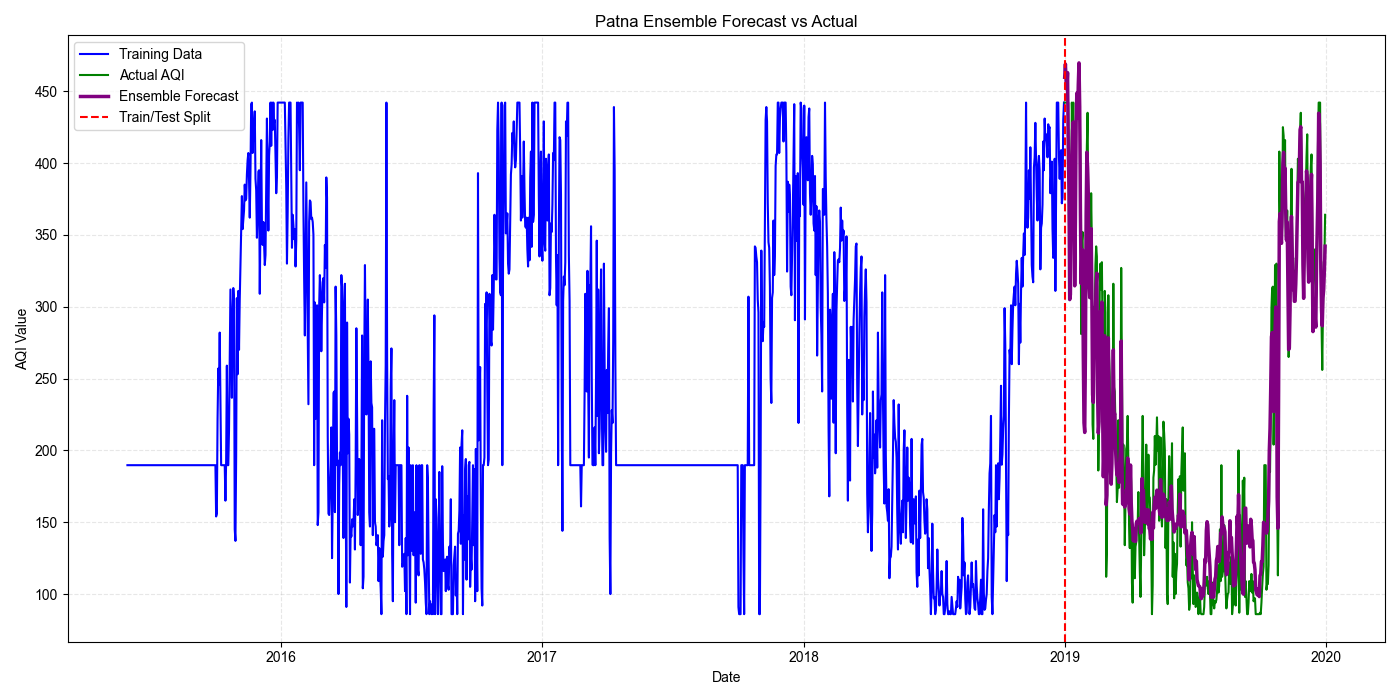 Patna Ensemble Forecast vs Actual
Training Data
Actual AQI
Ensemble Forecast
Train/Test Split
AQI Value
450
400
350
300
250
200
150
100
2016
2017
2018
2019
2020
Date